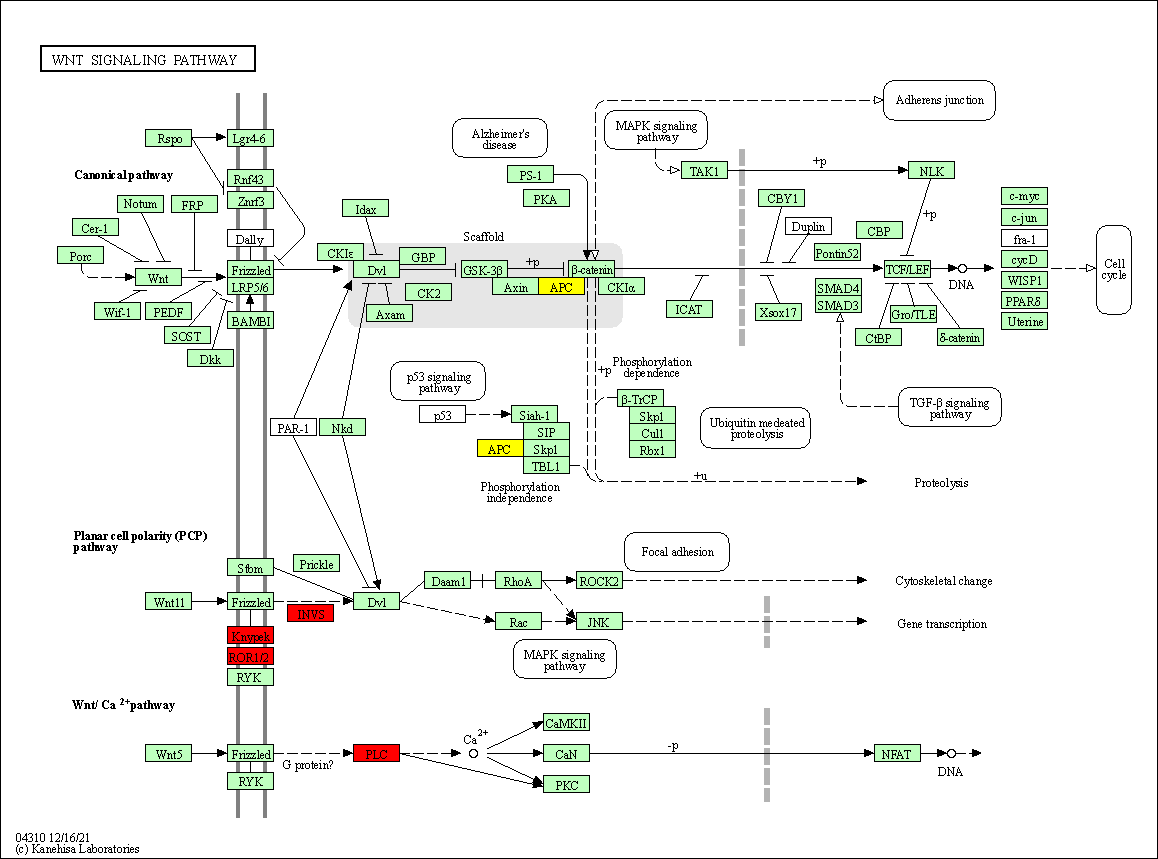 WNT SIGNALING PATHWAY
Adherens junction
MAPK signaling
pathway
Alzheimer's
disease
Rspo
Lgr4-6
+p
TAK1
NLK
Canonical pathway
Rnf43
PS-1
Znrf3
PKA
CBY1
c-myc
Notum
FRP
Idax
+p
c-jun
Cer-1
Dally
Scaffold
Duplin
CBP
fra-1
Porc
CKIε
GBP
Pontin52
cycD
Wnt
Frizzled
Dvl
GSK-3β
+p
β-catenin
TCF/LEF
DNA
Cell
cycle
LRP5/6
Axin
APC
CKIα
WISP1
CK2
SMAD4
SMAD3
PPARδ
Wif-1
PEDF
BAMBI
Axam
ICAT
Xsox17
Gro/TLE
Uterine
SOST
CtBP
δ-catenin
Dkk
p53 signaling
pathway
+p
Phosphorylation
dependence
β-TrCP
Skp1
Cul1
Rbx1
TGF-β signaling
pathway
p53
Siah-1
SIP
APC
Skp1
TBL1
Ubiquitin medeated
proteolysis
PAR-1
Nkd
+u
Proteolysis
Phosphorylation
independence
Planar cell polarity (PCP)
pathway
Focal adhesion
Stbm
Prickle
Daam1
RhoA
ROCK2
Cytoskeletal change
Wnt11
Frizzled
INVS
Dvl
Rac
JNK
Gene transcription
Knypek
ROR1/2
RYK
MAPK signaling
pathway
Wnt/ Ca 2+ pathway
CaMKII
Ca2+
Wnt5
Frizzled
G protein?
PLC
CaN
-p
NFAT
DNA
RYK
PKC
04310 12/16/21
(c) Kanehisa Laboratories